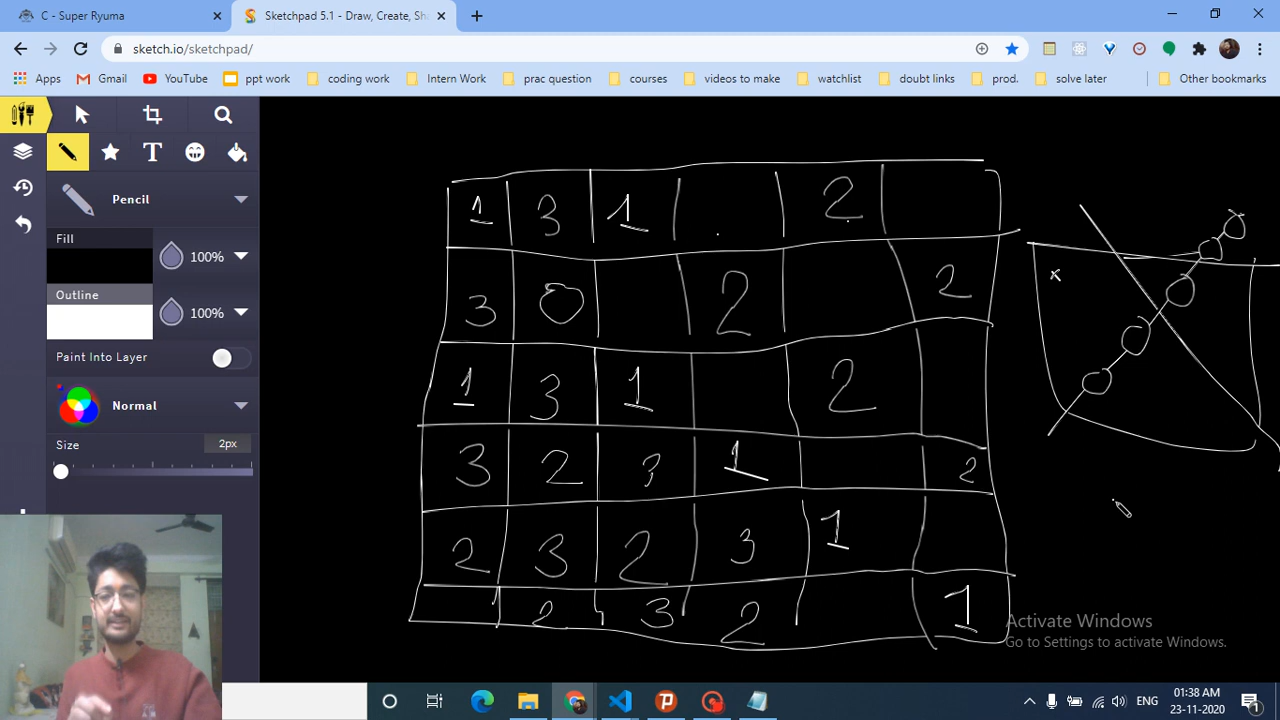 C - Super Ryuma
Sketchpad 5.1 - Draw, Create, Sh
sketch.io/sketchpad/
Apps Gmail YouTube ppt work coding work Intern Work prac question courses videos to make watchlist doubt links prod. solve later Other bookmarks
Pencil
Fill
100%
Outline
100%
Paint Into Layer
Normal
Size
2px
1 3 1 2
3 0 2 2
1 3 1 2
3 2 3 1 2
2 3 2 3 1
2 3 2 1
x
Activate Windows
Go to Settings to activate Windows.
ENG
01:38 AM
23-11-2020
1